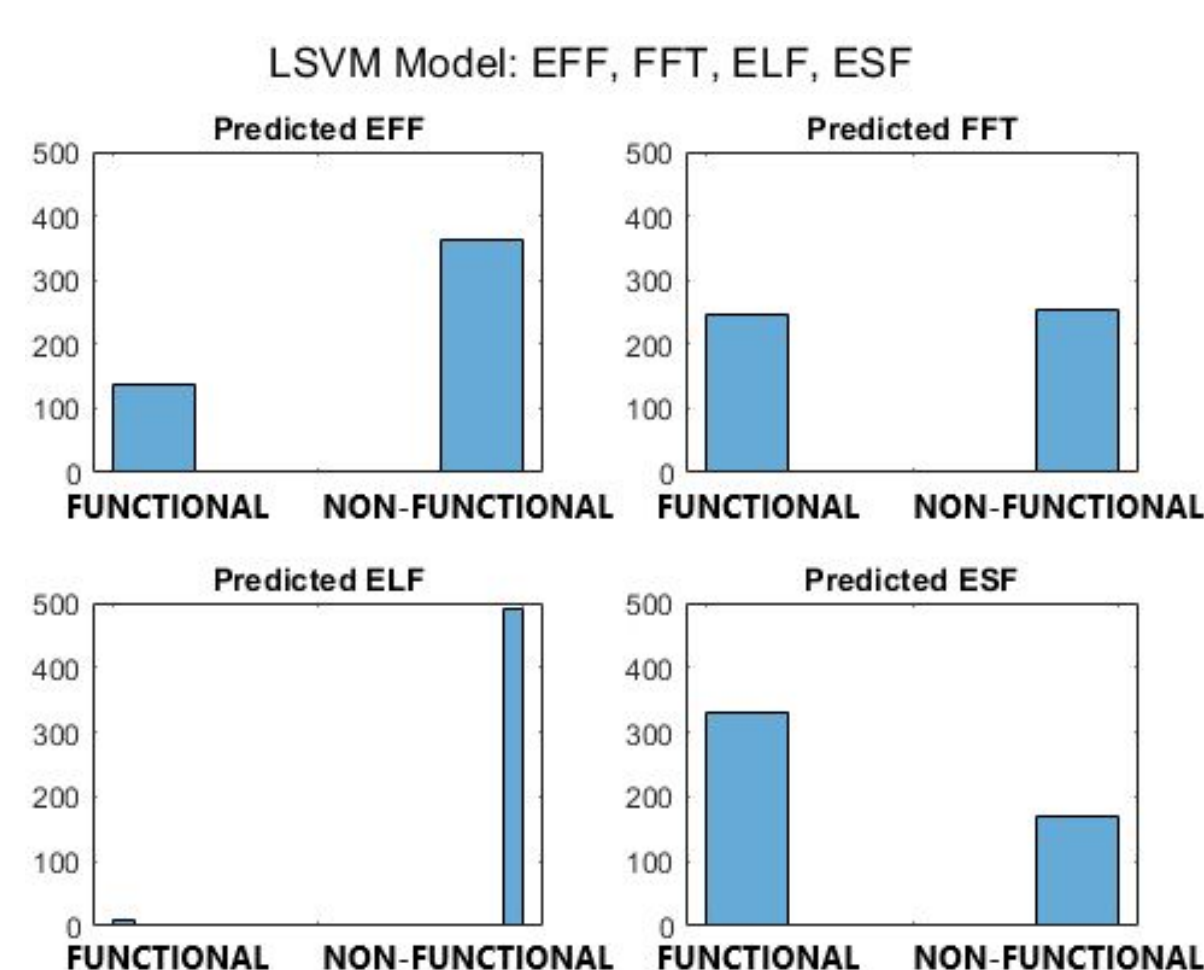 LSVM Model: EFF, FFT, ELF, ESF
Predicted EFF
500
400
300
200
100
0
FUNCTIONAL NON-FUNCTIONAL
Predicted FFT
500
400
300
200
100
0
FUNCTIONAL NON-FUNCTIONAL
Predicted ELF
500
400
300
200
100
0
FUNCTIONAL NON-FUNCTIONAL
Predicted ESF
500
400
300
200
100
0
FUNCTIONAL NON-FUNCTIONAL